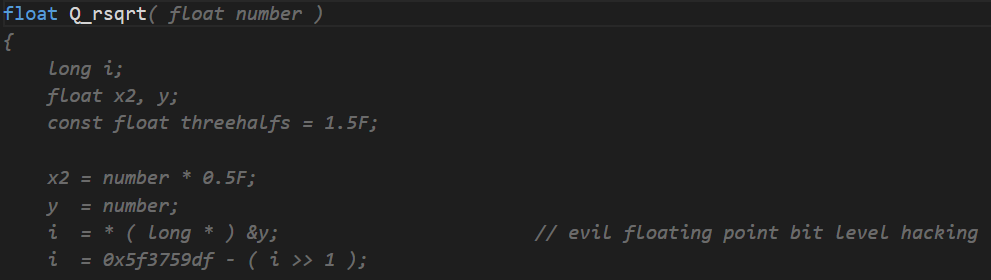 float Q_rsqrt( float number )
{
    long i;
    float x2, y;
    const float threehalfs = 1.5F;

    x2 = number * 0.5F;
    y  = number;
    i  = * ( long * ) &y;                       // evil floating point bit level hacking
    i  = 0x5f3759df - ( i >> 1 );